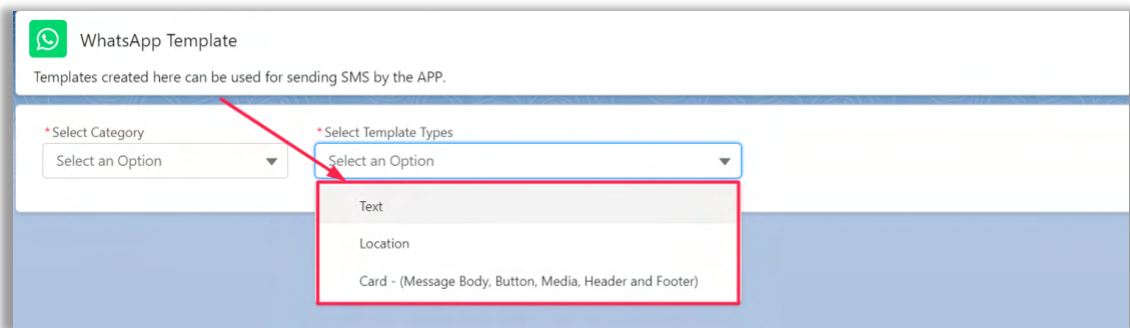 WhatsApp Template
Templates created here can be used for sending SMS by the APP.
*Select Category
*Select Template Types
Select an Option
Select an Option
Text
Location
Card - (Message Body, Button, Media, Header and Footer)